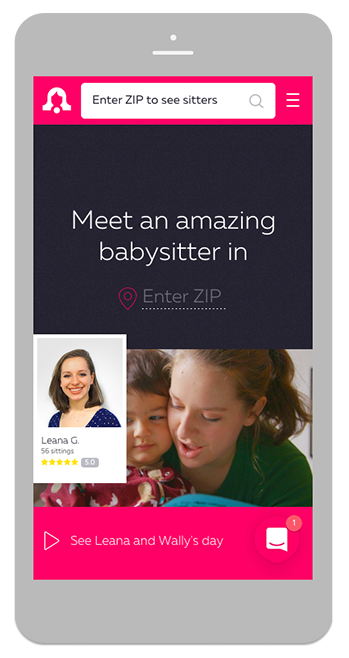 Enter ZIP to see sitters
Meet an amazing
babysitter in
Enter ZIP
Leana G.
56 sittings
5.0
See Leana and Wally's day
1